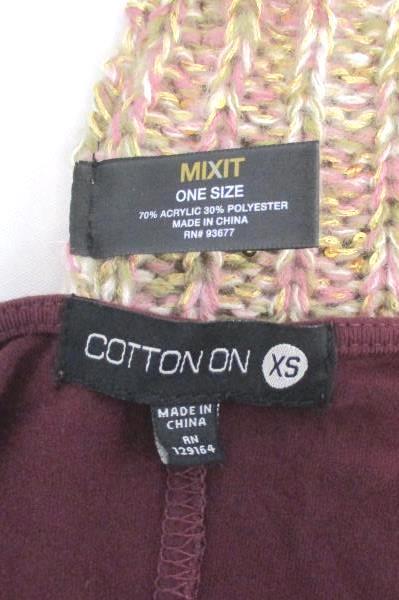 MIXIT
ONE SIZE
70% ACRYLIC 30% POLYESTER
MADE IN CHINA
RN# 93677
COTTON ON XS
MADE IN
CHINA
RN
129164